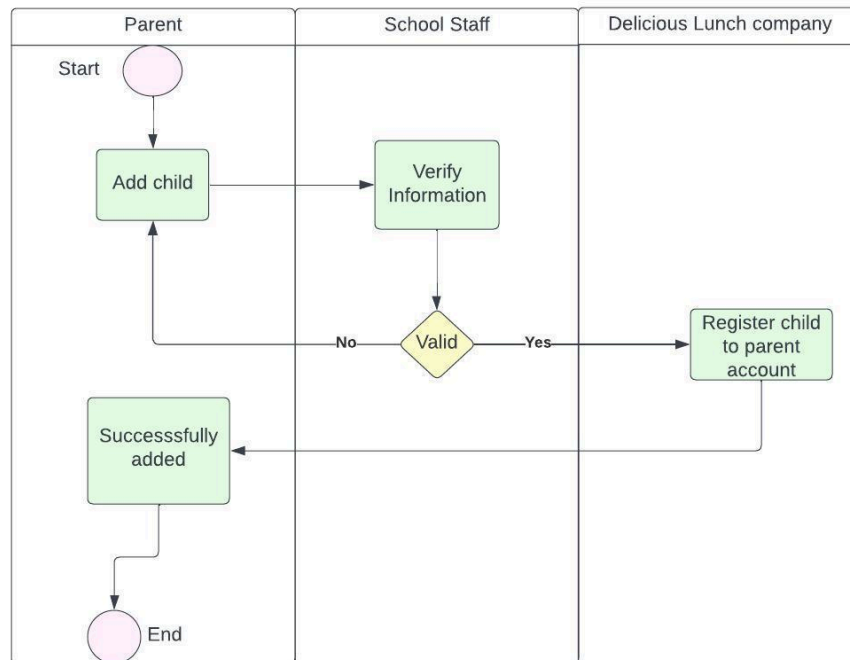 Parent
School Staff
Delicious Lunch company
Start
Add child
Verify
Information
No
Valid
Yes
Register child
to parent
account
Successsfully
added
End